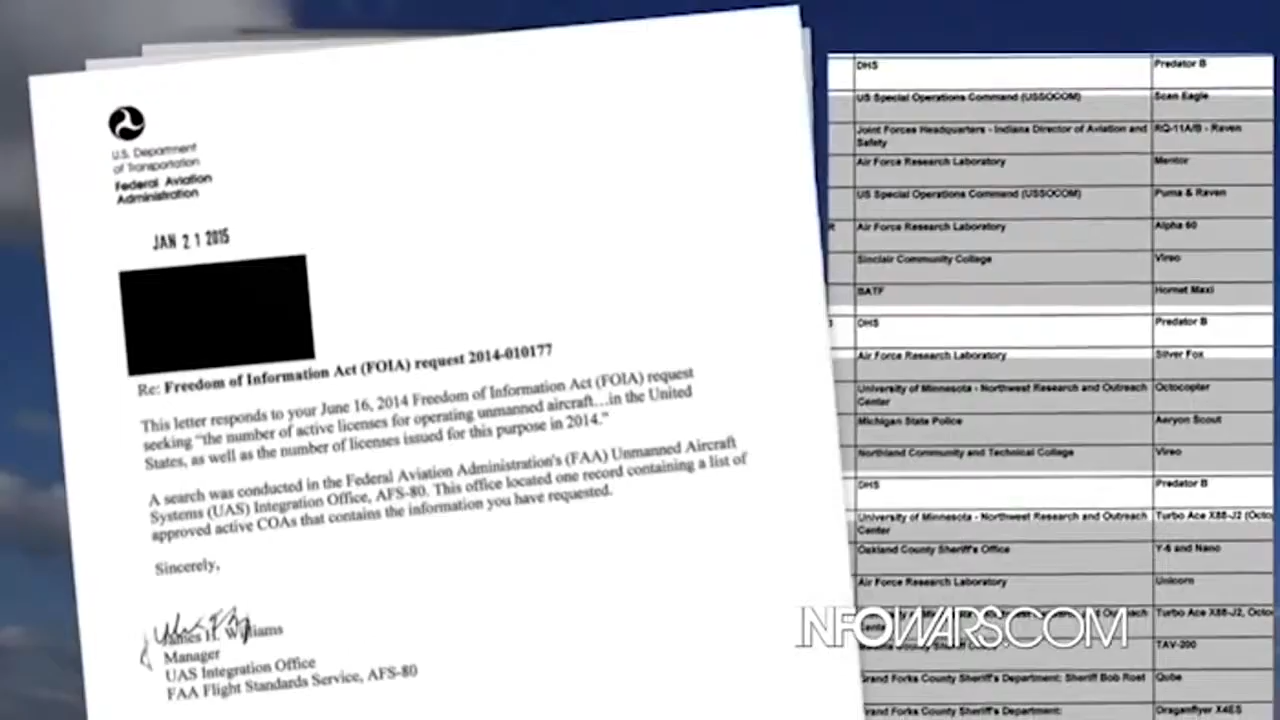 U.S. Department
of Transportation
Federal Aviation
Administration
JAN 21 2015
Re: Freedom of Information Act (FOIA) request 2014-010177
This letter responds to your June 16, 2014 Freedom of Information Act (FOIA) request
seeking "the number of active licenses for operating unmanned aircraft…in the United
States, as well as the number of licenses issued for this purpose in 2014."
A search was conducted in the Federal Aviation Administration's (FAA) Unmanned Aircraft
Systems (UAS) Integration Office, AFS-80. This office located one record containing a list of
approved active COAs that contains the information you have requested.
Sincerely,
James H. Williams
Manager
UAS Integration Office
FAA Flight Standards Service, AFS-80
DHS Predator B
US Special Operations Command (USSOCOM) Scan Eagle
Joint Forces Headquarters - Indiana Director of Aviation and RQ-11A/B - Raven
Safety
Air Force Research Laboratory Mentor
US Special Operations Command (USSOCOM) Puma & Raven
R Air Force Research Laboratory Alpha 60
Sinclair Community College Vireo
BATF Hornet Maxi
DHS Predator B
Air Force Research Laboratory Silver Fox
University of Minnesota - Northwest Research and Outreach Octocopter
Center
Michigan State Police Aeryon Scout
Northland Community and Technical College Vireo
DHS Predator B
University of Minnesota - Northwest Research and Outreach Turbo Ace X88-J2 (Octo
Center
Oakland County Sheriff's Office Y-6 and Nano
Air Force Research Laboratory Unicorn
Outreach Turbo Ace X88-J2, Octo
INFOWARS.COM
TAV-200
Grand Forks County Sheriff's Department: Sheriff Bob Rost Qube
Grand Forks County Sheriff's Department: Draganflyer X4ES